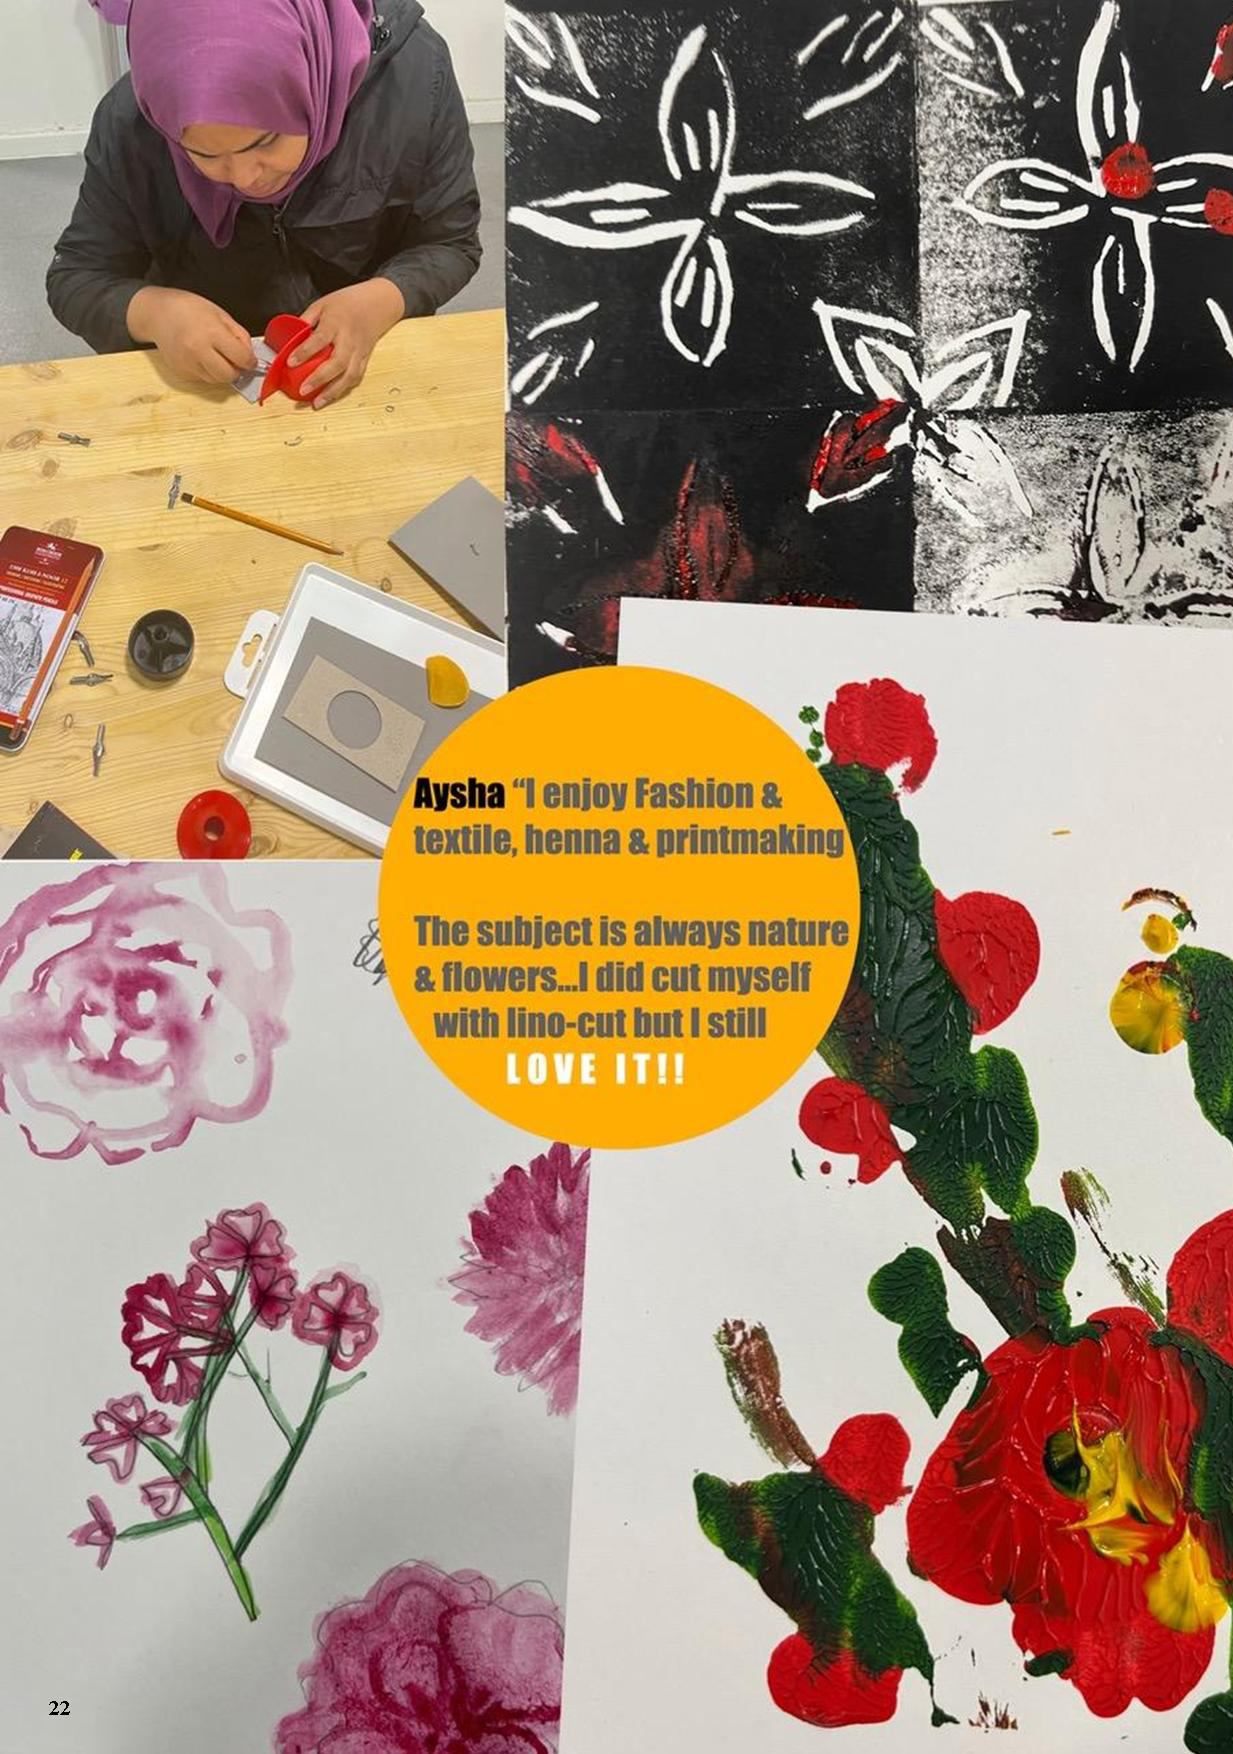 Aysha “I enjoy Fashion &
textile, henna & printmaking
The subject is always nature
& flowers...I did cut myself
with lino-cut but I still
LOVE IT!!
22